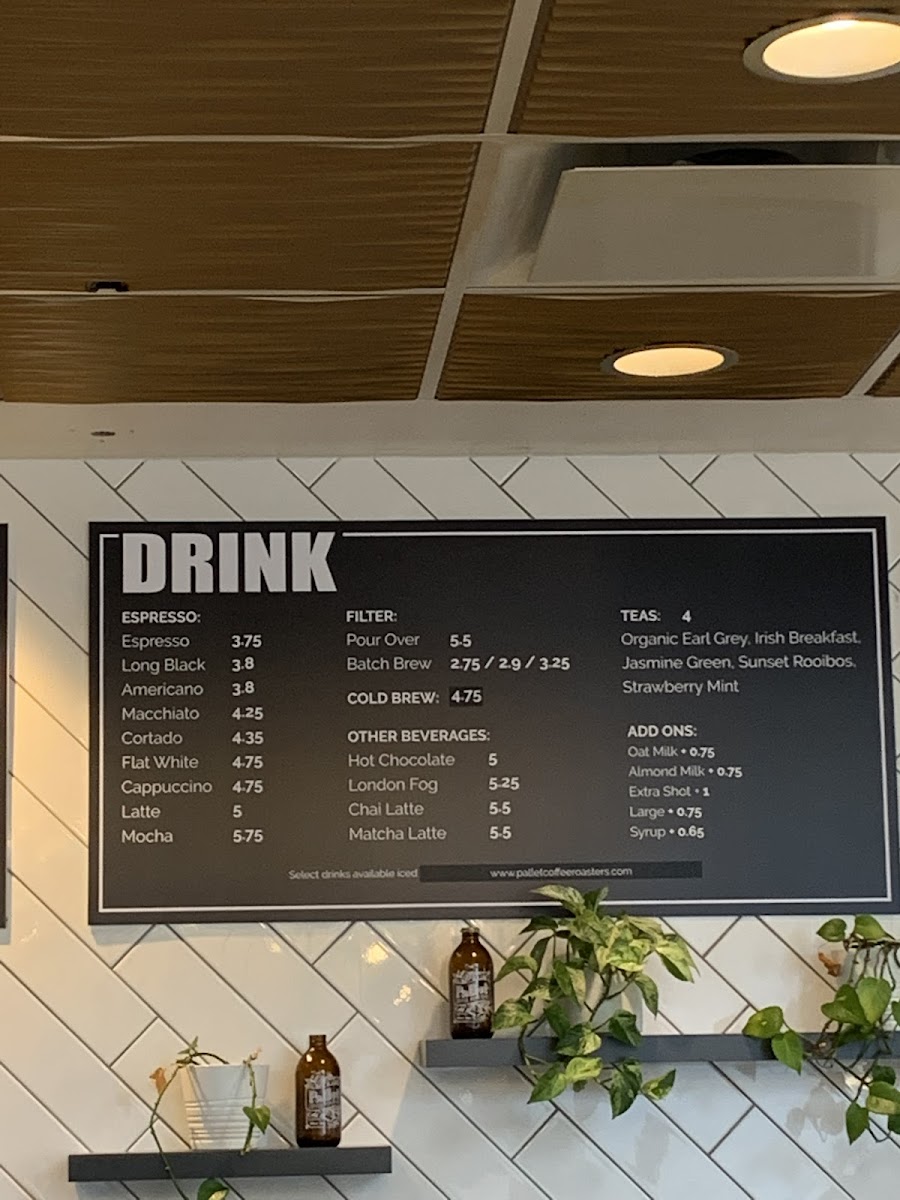 DRINK
ESPRESSO:
Espresso 3.75
Long Black 3.8
Americano 3.8
Macchiato 4.25
Cortado 4.35
Flat White 4.75
Cappuccino 4.75
Latte 5
Mocha 5.75
FILTER:
Pour Over 5.5
Batch Brew 2.75 / 2.9 / 3.25
COLD BREW: 4.75
OTHER BEVERAGES:
Hot Chocolate 5
London Fog 5.25
Chai Latte 5.5
Matcha Latte 5.5
TEAS: 4
Organic Earl Grey, Irish Breakfast,
Jasmine Green, Sunset Rooibos,
Strawberry Mint
ADD ONS:
Oat Milk • 0.75
Almond Milk • 0.75
Extra Shot • 1
Large • 0.75
Syrup • 0.65
Select drinks available iced www.palletcoffeeroasters.com
Pallet
Pallet